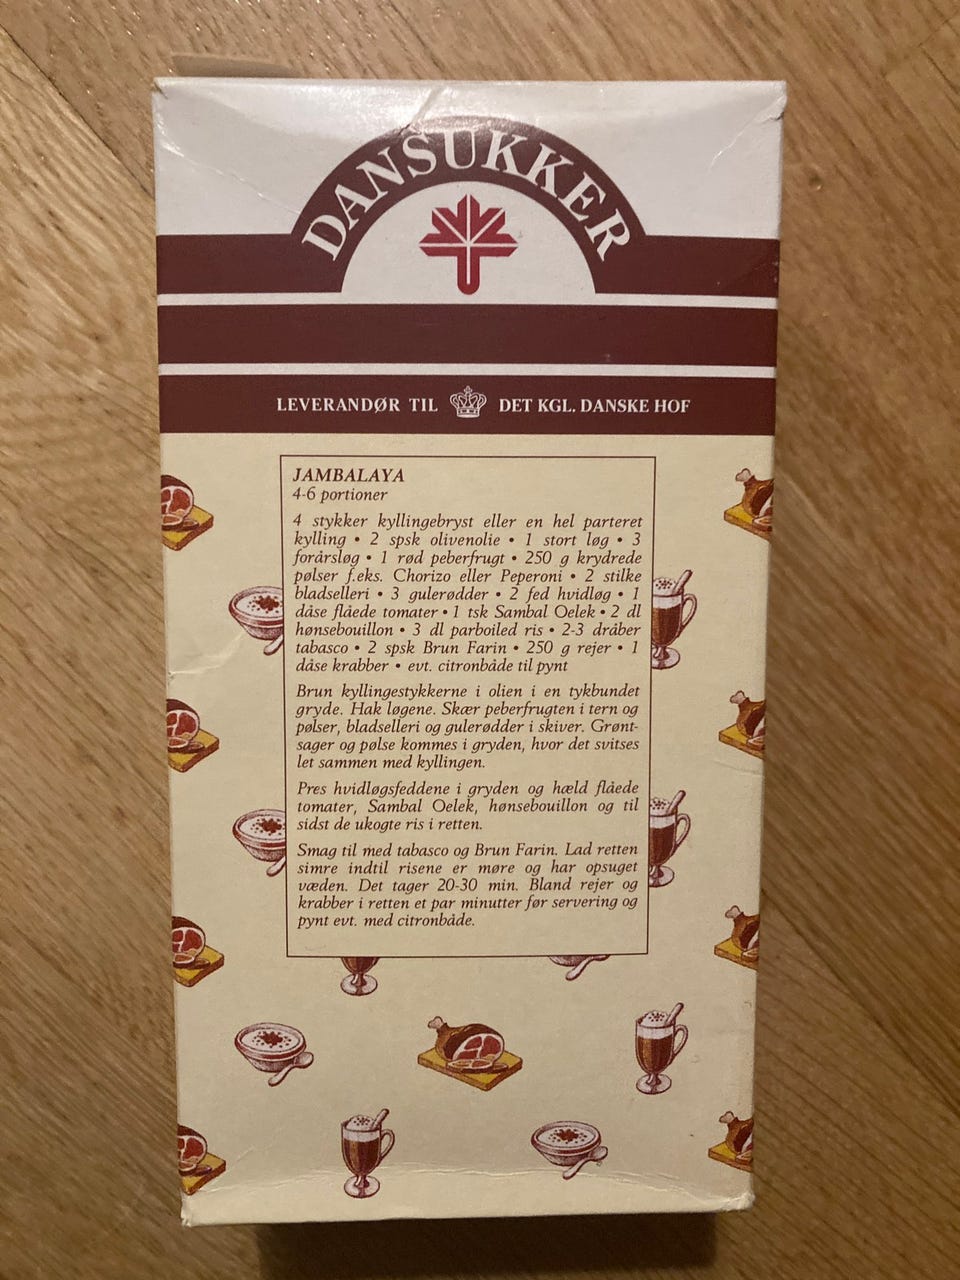 DANSUKKER
LEVERANDØR TIL DET KGL. DANSKE HOF
JAMBALAYA
4-6 portioner
4 stykker kyllingebryst eller en hel parteret
kylling • 2 spsk olivenolie • 1 stort løg • 3
forårsløg • 1 rød peberfrugt • 250 g krydrede
pølser f.eks. Chorizo eller Peperoni • 2 stilke
bladselleri • 3 gulerødder • 2 fed hvidløg • 1
dåse flåede tomater • 1 tsk Sambal Oelek • 2 dl
hønsebouillon • 3 dl parboiled ris • 2-3 dråber
tabasco • 2 spsk Brun Farin • 250 g rejer • 1
dåse krabber • evt. citronbåde til pynt
Brun kyllingestykkerne i olien i en tykbundet
gryde. Hak løgene. Skær peberfrugten i tern og
pølser, bladselleri og gulerødder i skiver. Grønt-
sager og pølse kommes i gryden, hvor det svitses
let sammen med kyllingen.
Pres hvidløgsfeddene i gryden og hæld flåede
tomater, Sambal Oelek, hønsebouillon og til
sidst de ukogte ris i retten.
Smag til med tabasco og Brun Farin. Lad retten
simre indtil risene er møre og har opsuget
væden. Det tager 20-30 min. Bland rejer og
krabber i retten et par minutter før servering og
pynt evt. med citronbåde.